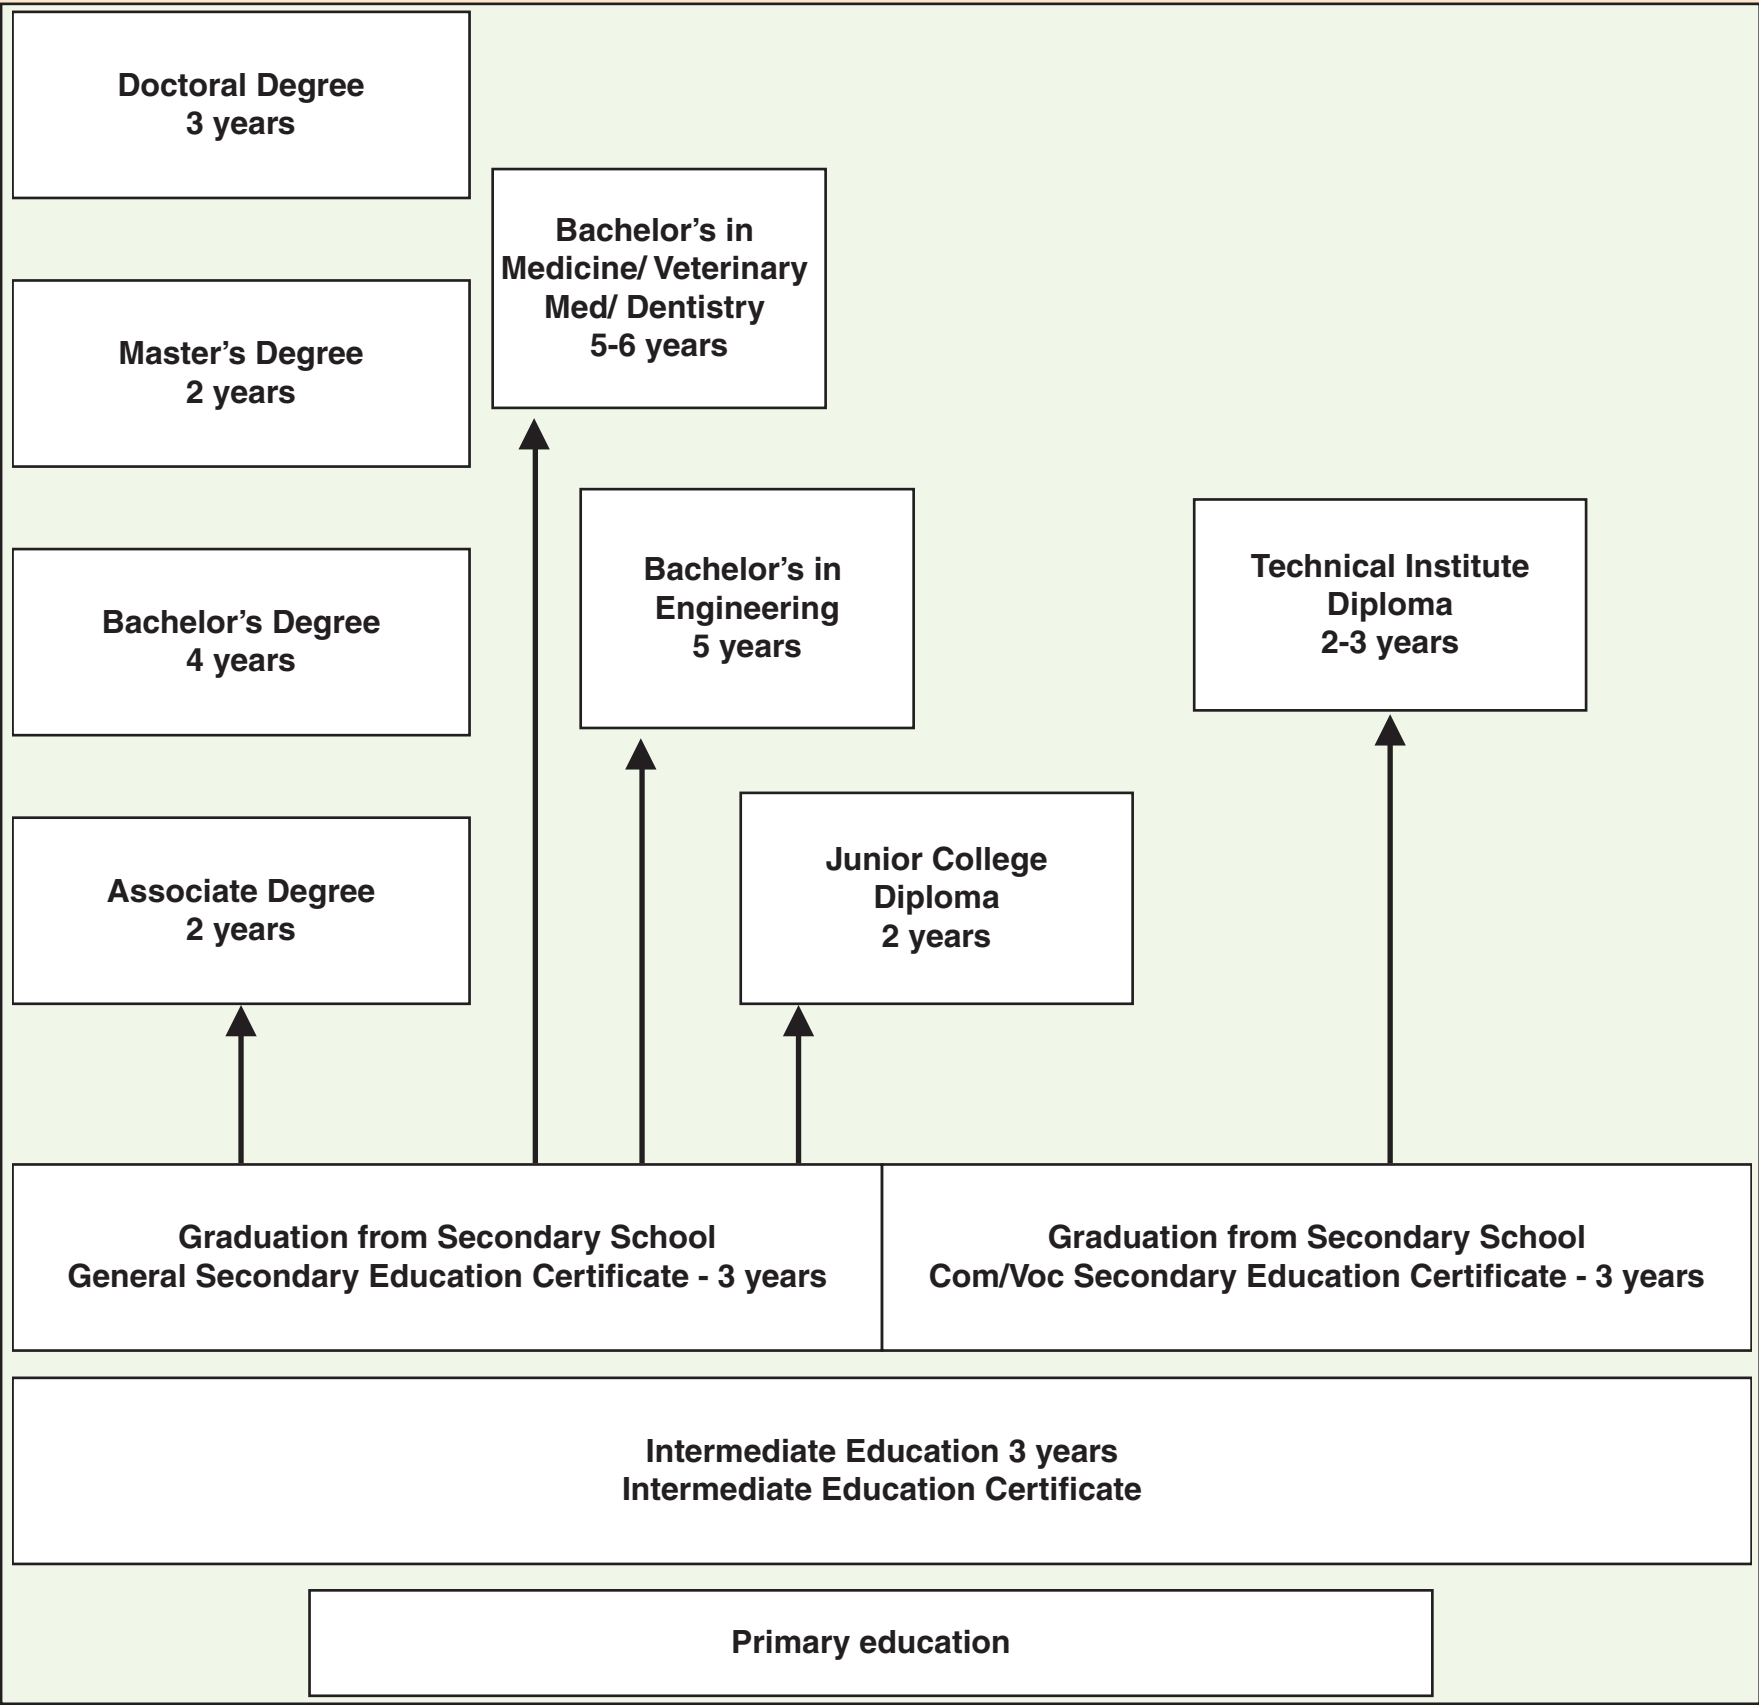 Doctoral Degree
3 years
Bachelor’s in
Medicine/ Veterinary
Med/ Dentistry
5-6 years
Master’s Degree
2 years
Bachelor’s in
Engineering
5 years
Technical Institute
Diploma
2-3 years
Bachelor’s Degree
4 years
Junior College
Diploma
2 years
Associate Degree
2 years
Graduation from Secondary School
General Secondary Education Certificate - 3 years
Graduation from Secondary School
Com/Voc Secondary Education Certificate - 3 years
Intermediate Education 3 years
Intermediate Education Certificate
Primary education